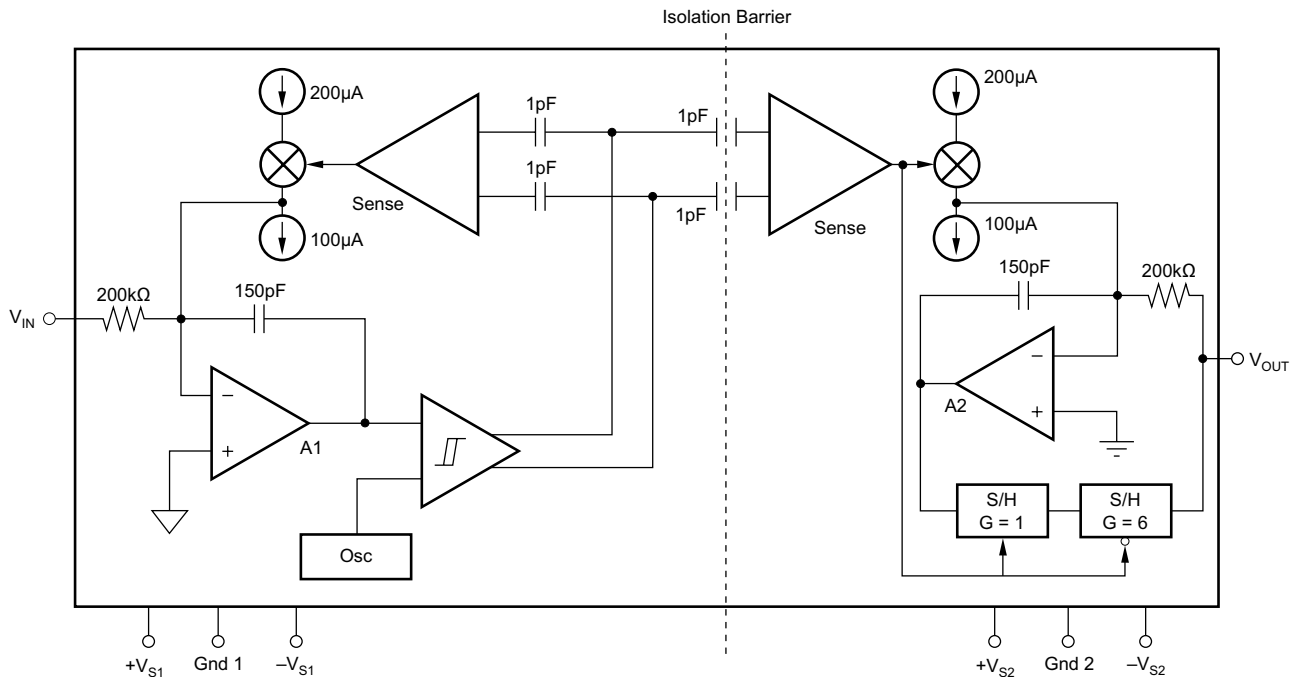 Isolation Barrier
200µA
1pF
1pF
200µA
1pF
Sense
1pF
Sense
100µA
100µA
200kΩ
150pF
150pF
200kΩ
VIN
VOUT
−
+
A1
−
+
A2
S/H
G = 1
S/H
G = 6
Osc
+VS1
Gnd 1
–VS1
+VS2
Gnd 2
–VS2